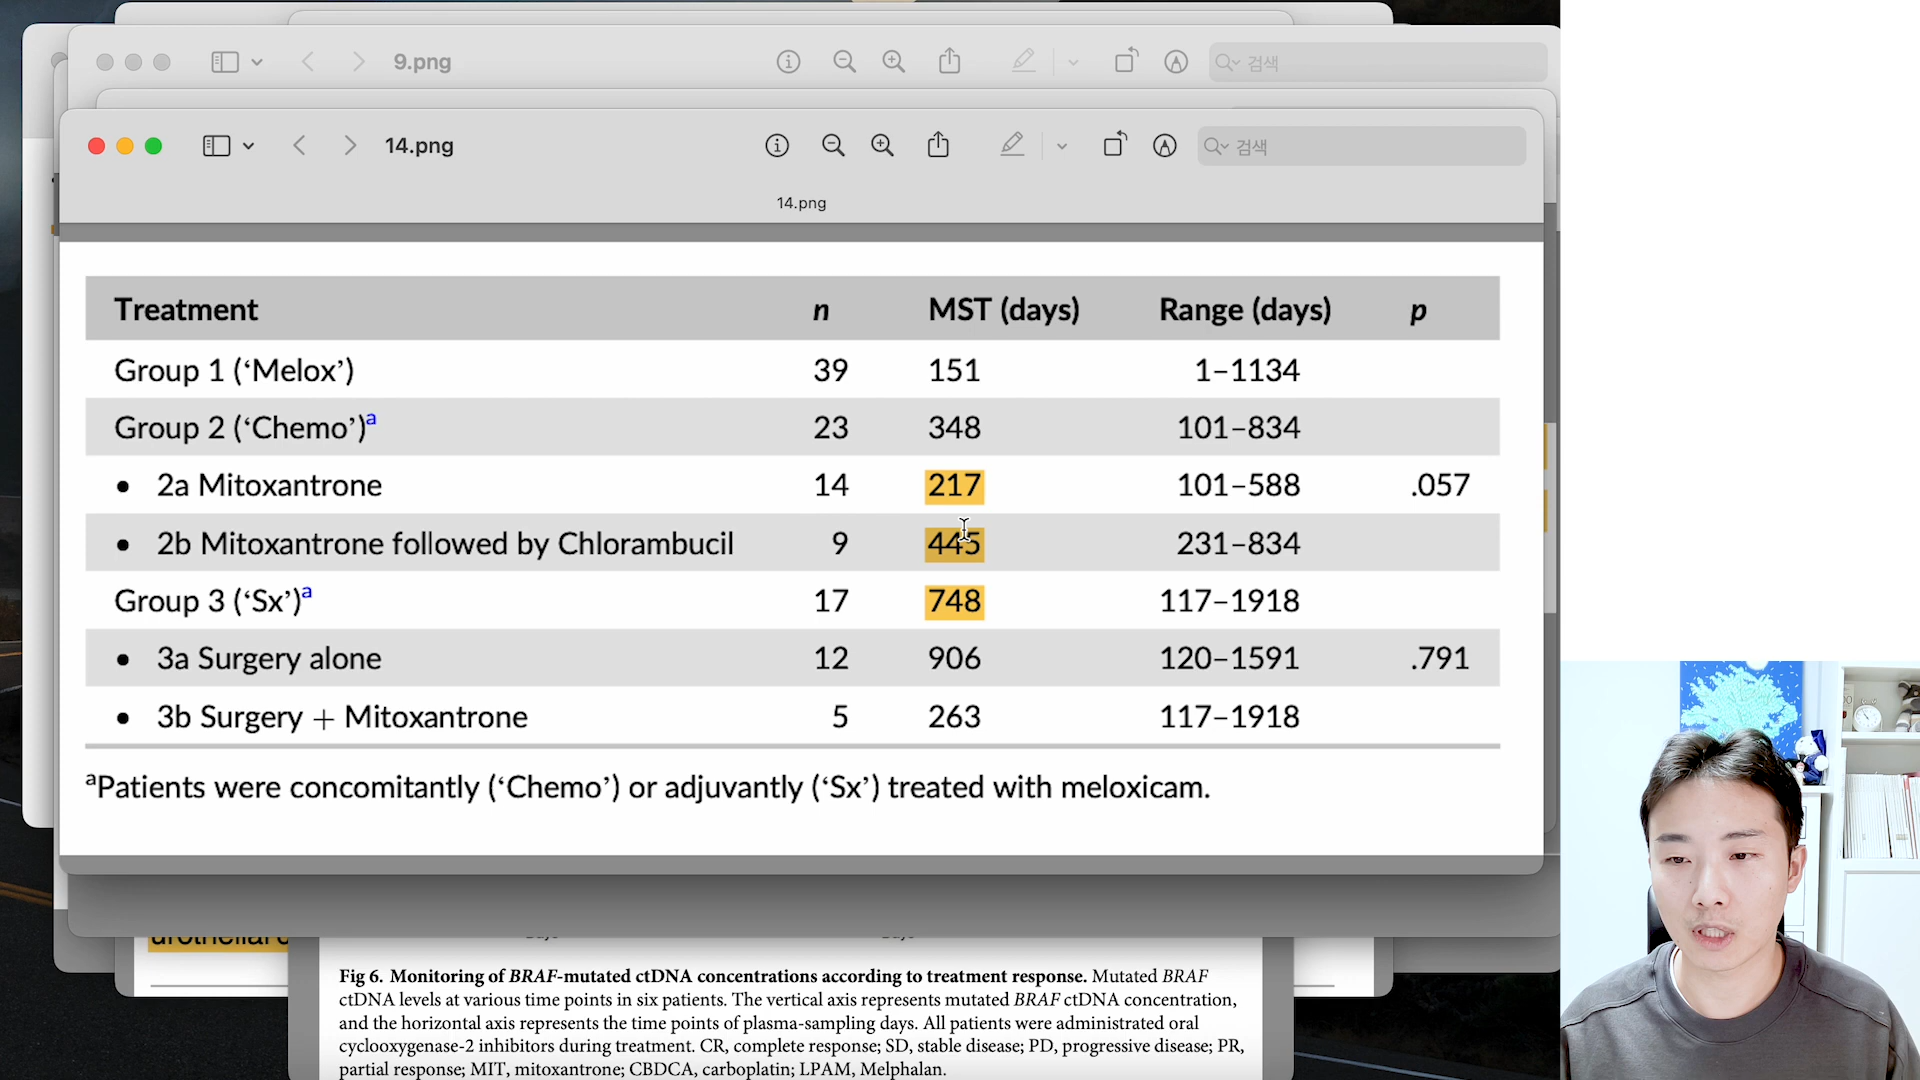 9.png
검색
14.png
검색
14.png
Treatment n MST (days) Range (days) p
Group 1 (‘Melox’) 39 151 1–1134
Group 2 (‘Chemo’)a 23 348 101–834
• 2a Mitoxantrone 14 217 101–588 .057
• 2b Mitoxantrone followed by Chlorambucil 9 445 231–834
Group 3 (‘Sx’)a 17 748 117–1918
• 3a Surgery alone 12 906 120–1591 .791
• 3b Surgery + Mitoxantrone 5 263 117–1918
aPatients were concomitantly (‘Chemo’) or adjuvantly (‘Sx’) treated with meloxicam.
Fig 6. Monitoring of BRAF-mutated ctDNA concentrations according to treatment response. Mutated BRAF
ctDNA levels at various time points in six patients. The vertical axis represents mutated BRAF ctDNA concentration,
and the horizontal axis represents the time points of plasma-sampling days. All patients were administrated oral
cyclooxygenase-2 inhibitors during treatment. CR, complete response; SD, stable disease; PD, progressive disease; PR,
partial response; MIT, mitoxantrone; CBDCA, carboplatin; LPAM, Melphalan.